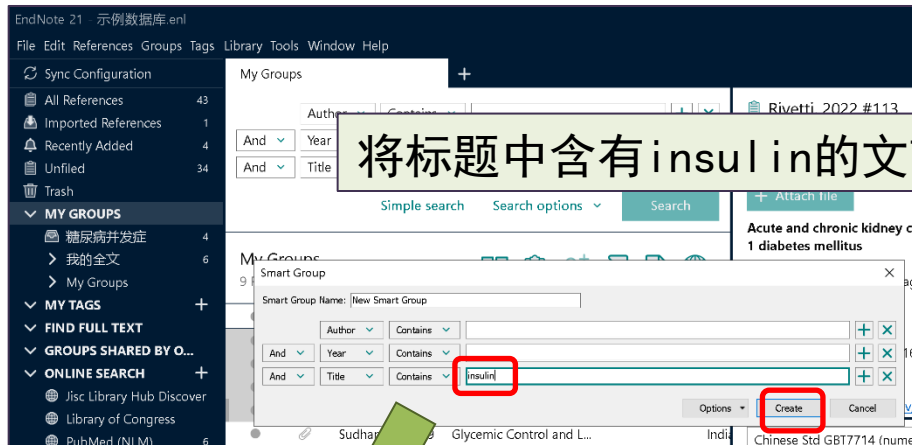 EndNote 21 - 示例数据库.enl
File Edit References Groups Tags Library Tools Window Help
Sync Configuration
All References 43
Imported References 1
Recently Added 4
Unfiled 34
Trash
MY GROUPS
糖尿病并发症 4
我的全文 6
My Groups
MY TAGS
FIND FULL TEXT
GROUPS SHARED BY O...
ONLINE SEARCH
Jisc Library Hub Discover
Library of Congress
PubMed (NLM) 6
My Groups
Author Contains
And Year
And Title
将标题中含有insulin的文
Simple search Search options Search
My Groups
Smart Group
Smart Group Name: New Smart Group
Author Contains
And Year Contains
And Title Contains insulin
Options Create Cancel
Glycemic Control and L...
Rivetti, 2022 #113
Attach file
Acute and chronic kidney
1 diabetes mellitus
Chinese Std GBT7714